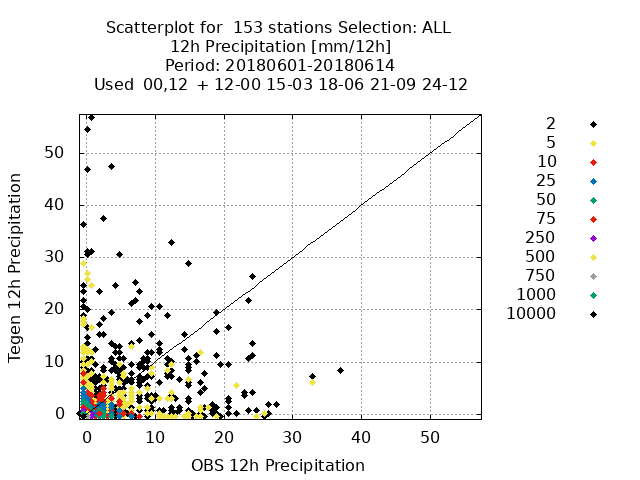 Scatterplot for  153 stations Selection: ALL
12h Precipitation [mm/12h]
Period: 20180601-20180614
Used  00,12  + 12-00 15-03 18-06 21-09 24-12
Tegen 12h Precipitation
50
40
30
20
10
0
0 10 20 30 40 50
OBS 12h Precipitation
2
5
10
25
50
75
250
500
750
1000
10000